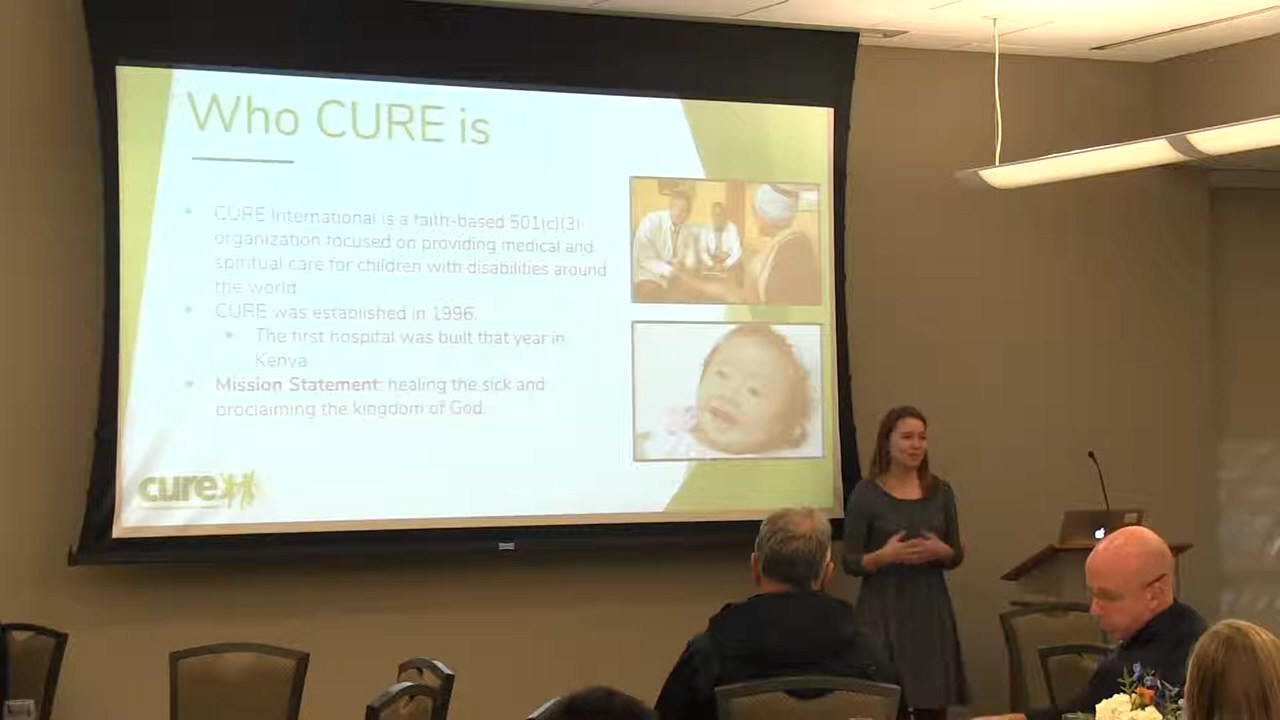 Who CURE is
CURE International is a faith-based 501(c)(3)
organization focused on providing medical and
spiritual care for children with disabilities around
the world
CURE was established in 1996.
The first hospital was built that year in
Kenya
Mission Statement: healing the sick and
proclaiming the kingdom of God.
cure